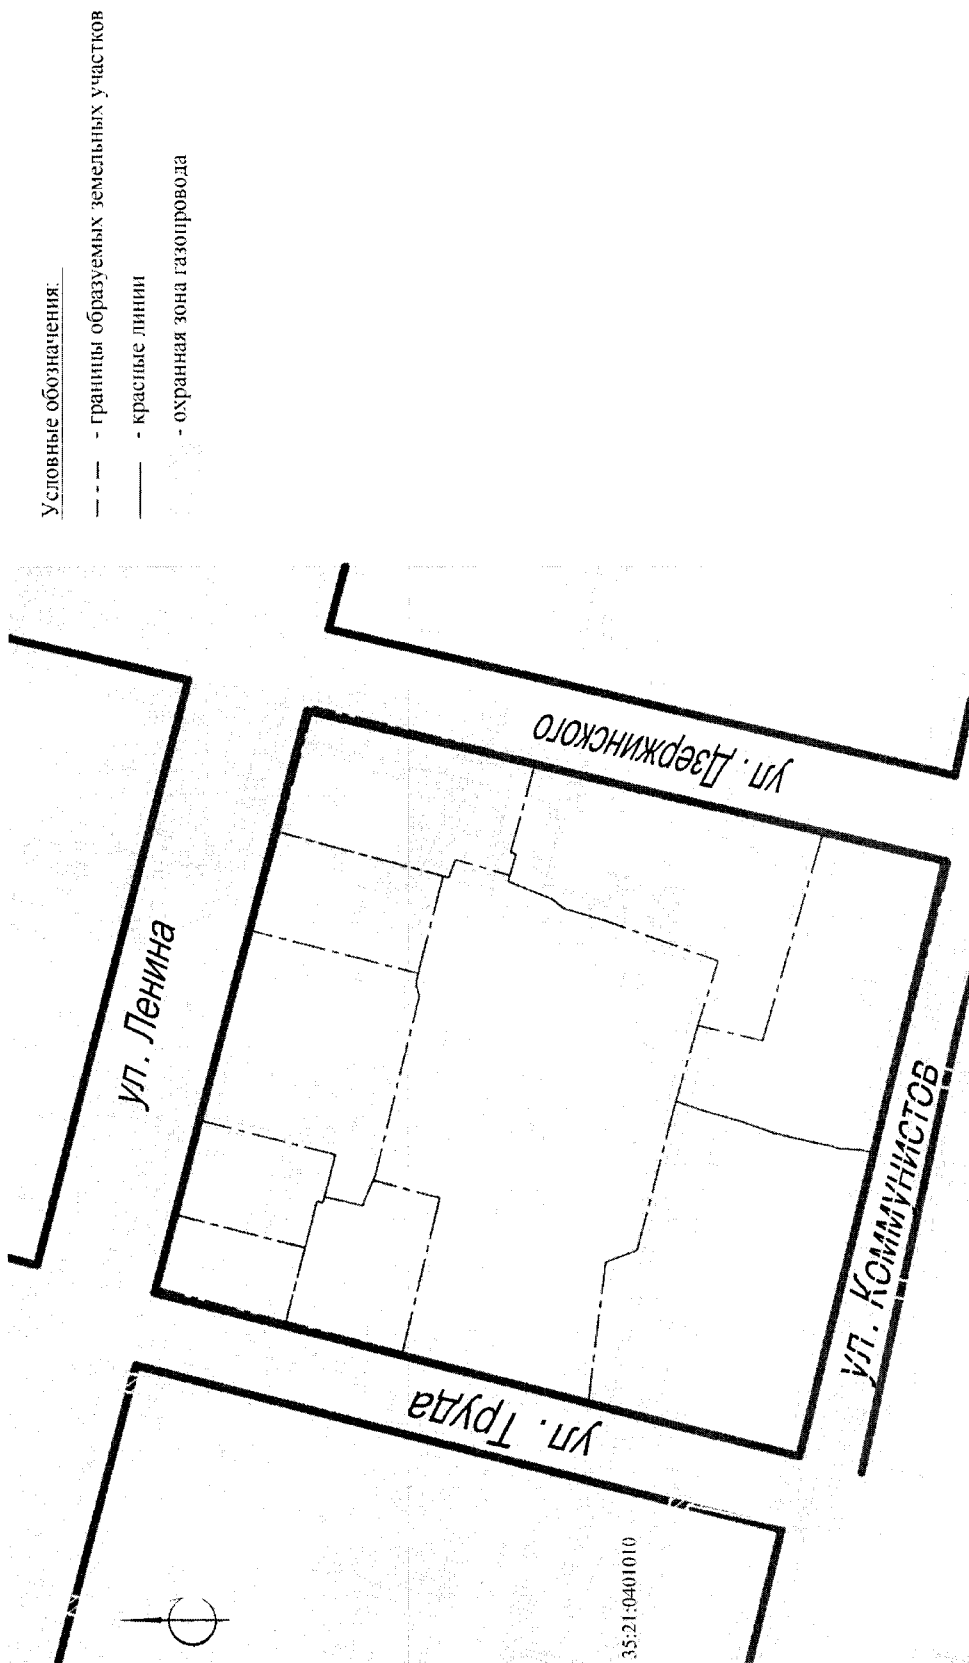 Условные обозначения:
- границы образуемых земельных участков
- красные линии
- охранная зона газопровода
ул. Ленина
ул. Дзержинского
ул. Труда
ул. Коммунистов
35:21:0401010